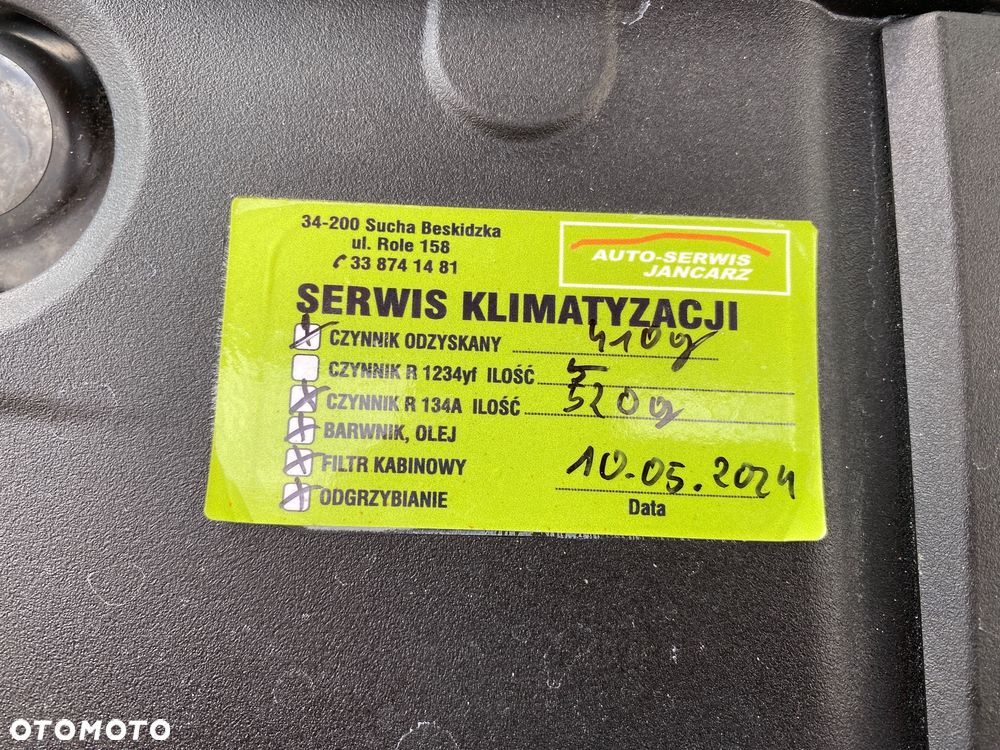 34-200 Sucha Beskidzka
ul. Role 158
33 874 14 81
AUTO-SERWIS
JANCARZ
SERWIS KLIMATYZACJI
CZYNNIK ODZYSKANY 410g
CZYNNIK R 1234yf ILOŚĆ
CZYNNIK R 134A ILOŚĆ 520g
BARWNIK, OLEJ
FILTR KABINOWY
ODGRZYBIANIE
10-05.2024
Data
OTOMOTO